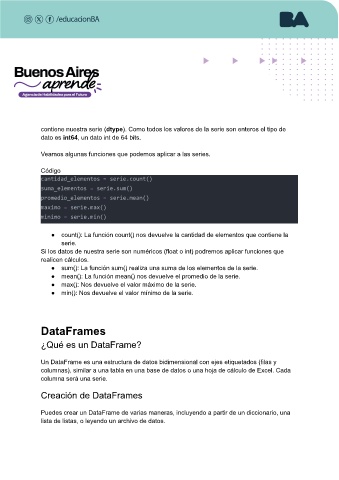 /educacionBA
BA
Buenos Aires
aprende
Agencia de Habilidades para el Futuro
contiene nuestra serie (dtype). Como todos los valores de la serie son enteros el tipo de
dato es int64, un dato int de 64 bits.
Veamos algunas funciones que podemos aplicar a las series.
Código
cantidad_elementos = serie.count()
suma_elementos = serie.sum()
promedio_elementos = serie.mean()
maximo = serie.max()
minimo = serie.min()
● count(): La función count() nos devuelve la cantidad de elementos que contiene la
serie.
Si los datos de nuestra serie son numéricos (float o int) podremos aplicar funciones que
realicen cálculos.
● sum(): La función sum() realiza una suma de los elementos de la serie.
● mean(): La función mean() nos devuelve el promedio de la serie.
● max(): Nos devuelve el valor máximo de la serie.
● min(): Nos devuelve el valor mínimo de la serie.
DataFrames
¿Qué es un DataFrame?
Un DataFrame es una estructura de datos bidimensional con ejes etiquetados (filas y
columnas), similar a una tabla en una base de datos o una hoja de cálculo de Excel. Cada
columna será una serie.
Creación de DataFrames
Puedes crear un DataFrame de varias maneras, incluyendo a partir de un diccionario, una
lista de listas, o leyendo un archivo de datos.